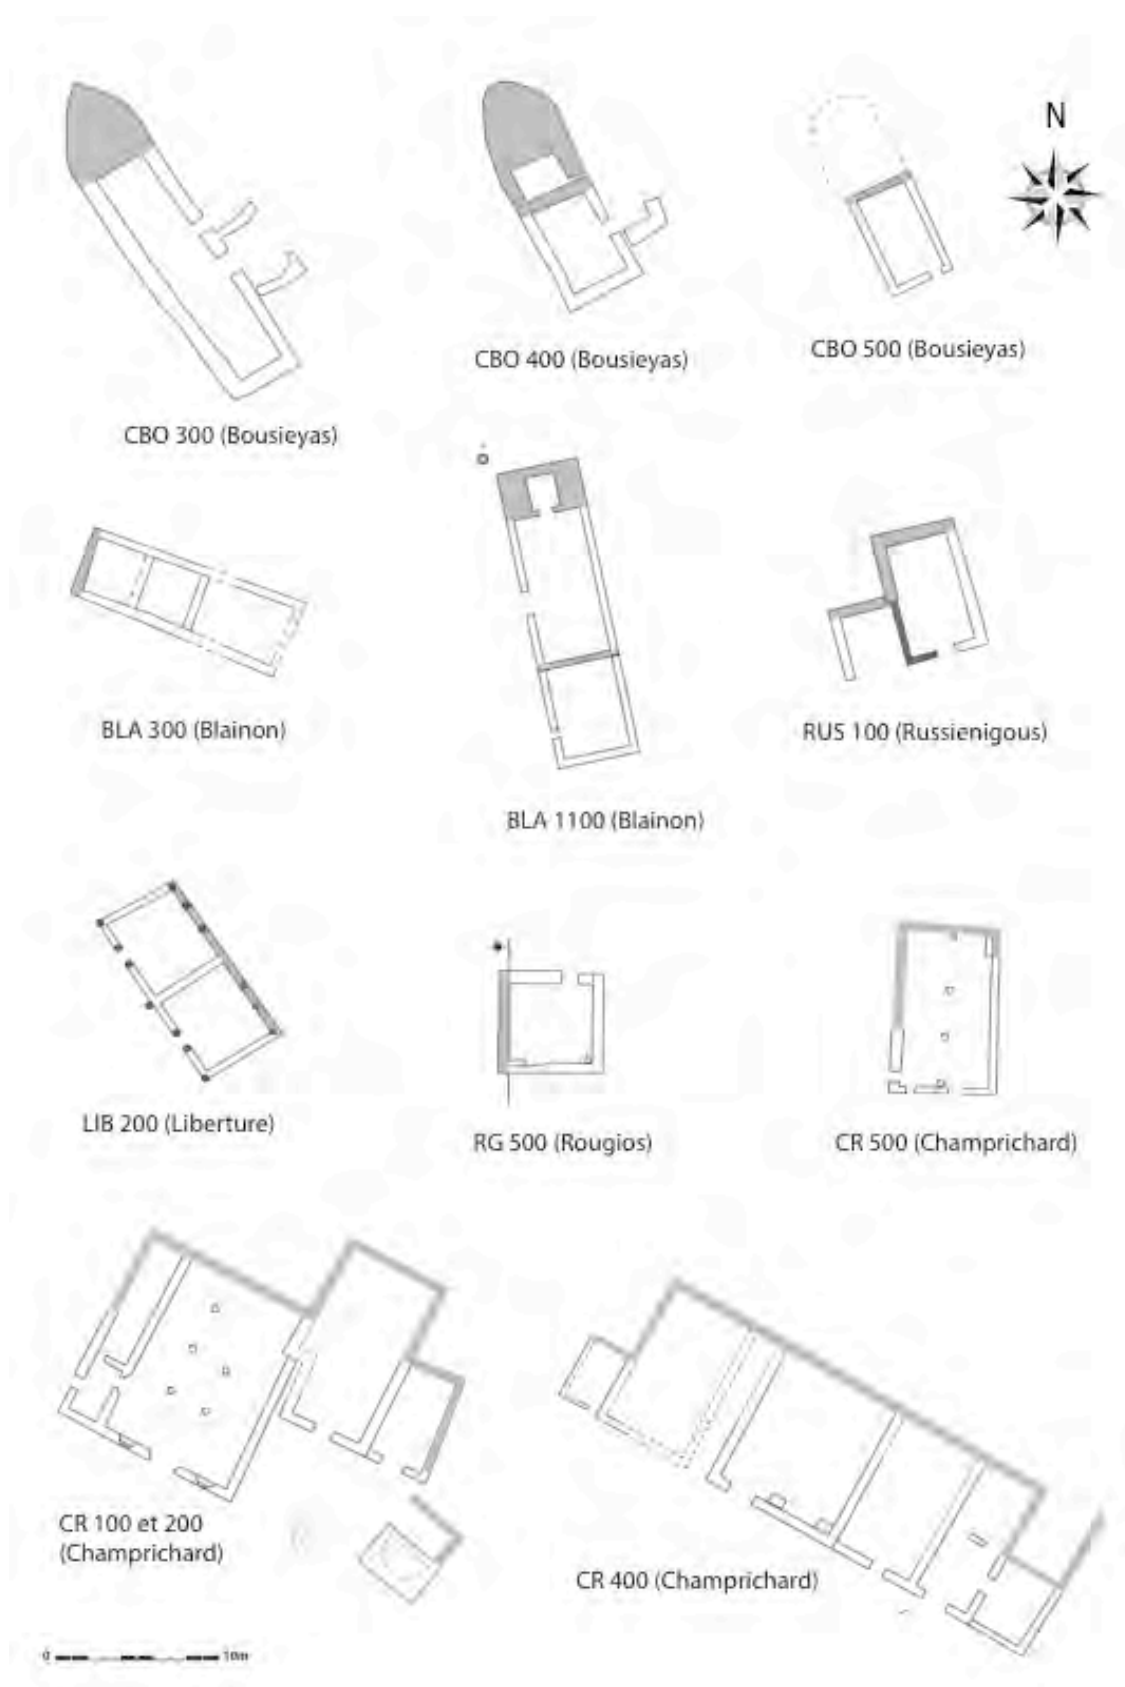 N
CBO 300 (Bousieyas)
CBO 400 (Bousieyas)
CBO 500 (Bousieyas)
BLA 300 (Blainon)
BLA 1100 (Blainon)
RUS 100 (Russienigous)
LIB 200 (Liberture)
RG 500 (Rougios)
CR 500 (Champrichard)
CR 100 et 200
(Champrichard)
CR 400 (Champrichard)
0 10m